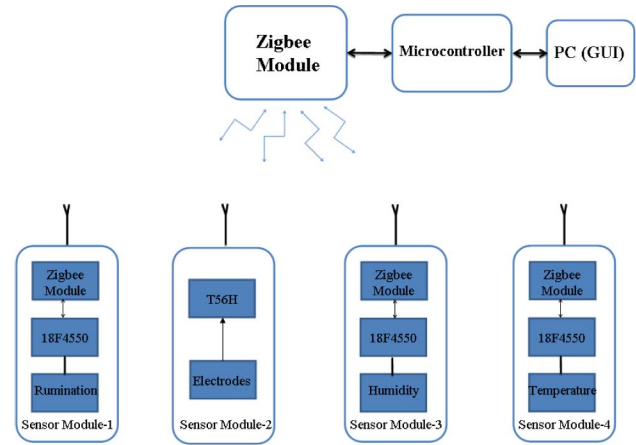 Zigbee
Module
Microcontroller
PC (GUI)
Zigbee
Module
18F4550
Rumination
Sensor Module-1
T56H
Electrodes
Sensor Module-2
Zigbee
Module
18F4550
Humidity
Sensor Module-3
Zigbee
Module
18F4550
Temperature
Sensor Module-4